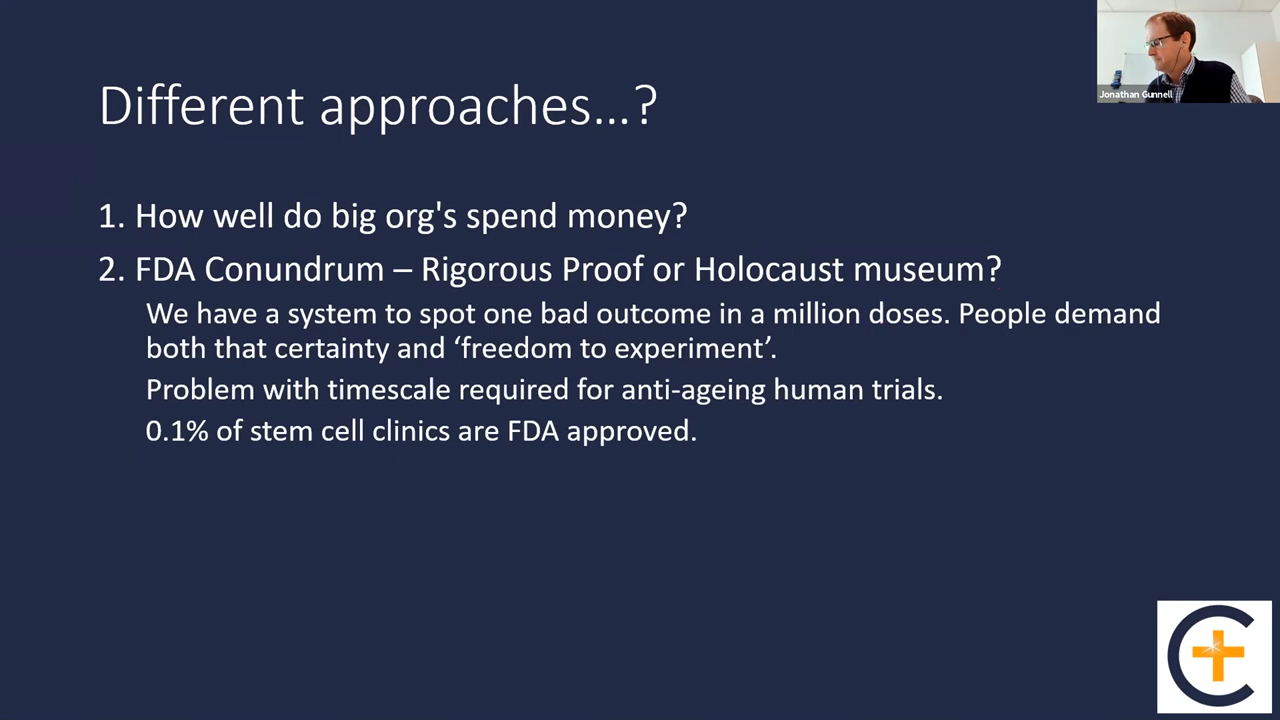 Jonathan Gunnell
Different approaches...?
1. How well do big org's spend money?
2. FDA Conundrum – Rigorous Proof or Holocaust museum?
We have a system to spot one bad outcome in a million doses. People demand
both that certainty and ‘freedom to experiment’.
Problem with timescale required for anti-ageing human trials.
0.1% of stem cell clinics are FDA approved.